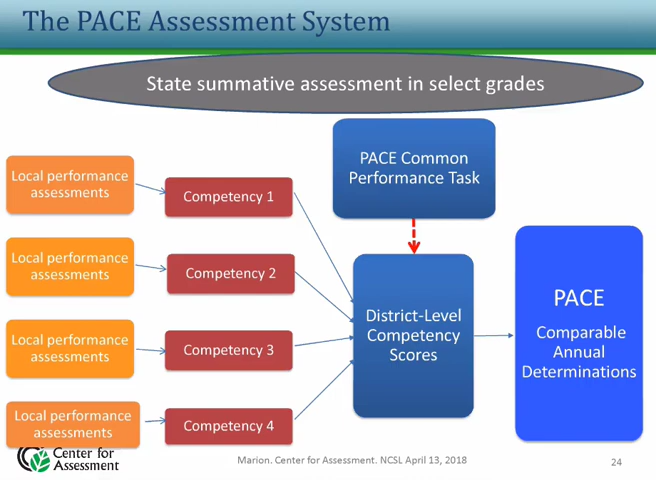 The PACE Assessment System
State summative assessment in select grades
PACE Common
Performance Task
Local performance
assessments
Competency 1
Local performance
assessments
Competency 2
Local performance
assessments
Competency 3
Local performance
assessments
Competency 4
District-Level
Competency
Scores
PACE
Comparable
Annual
Determinations
Center for
Assessment
Marion. Center for Assessment. NCSL April 13, 2018
24